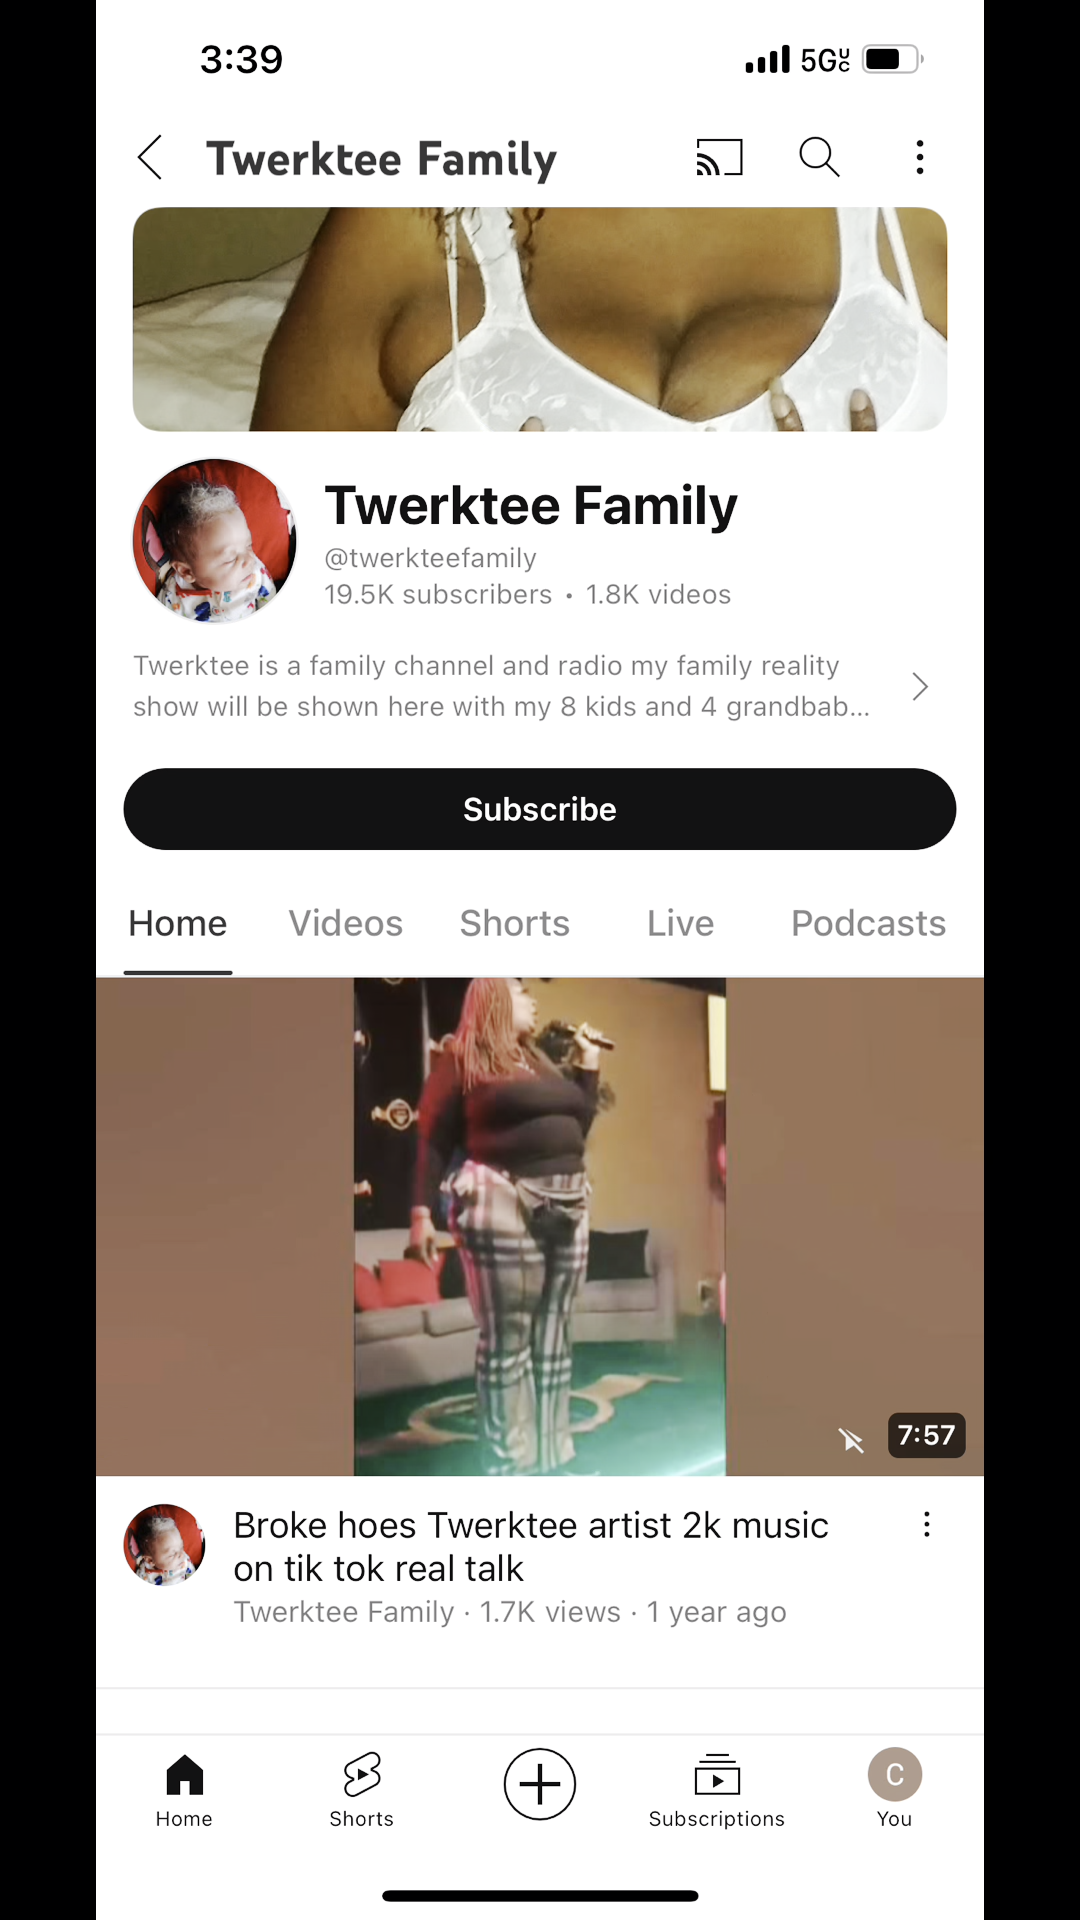 3:39 5G UC
Twerktee Family
Twerktee Family
@twerkteefamily
19.5K subscribers • 1.8K videos
Twerktee is a family channel and radio my family reality
show will be shown here with my 8 kids and 4 grandbab...
Subscribe
Home Videos Shorts Live Podcasts
7:57
Broke hoes Twerktee artist 2k music
on tik tok real talk
Twerktee Family · 1.7K views · 1 year ago
Home Shorts Subscriptions C You